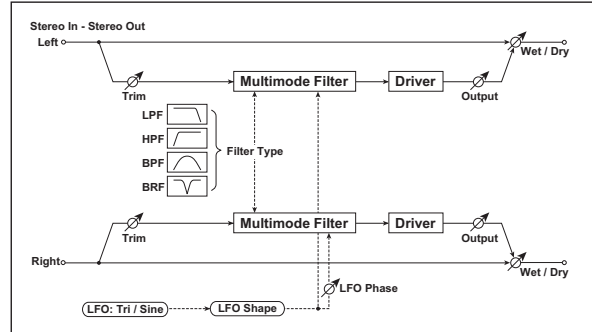 Stereo In - Stereo Out
Left
Wet / Dry
Trim
Multimode Filter
Driver
Output
LPF
HPF
BPF
BRF
Filter Type
Multimode Filter
Driver
Trim
Output
Right
Wet / Dry
LFO Phase
LFO: Tri / Sine
LFO Shape